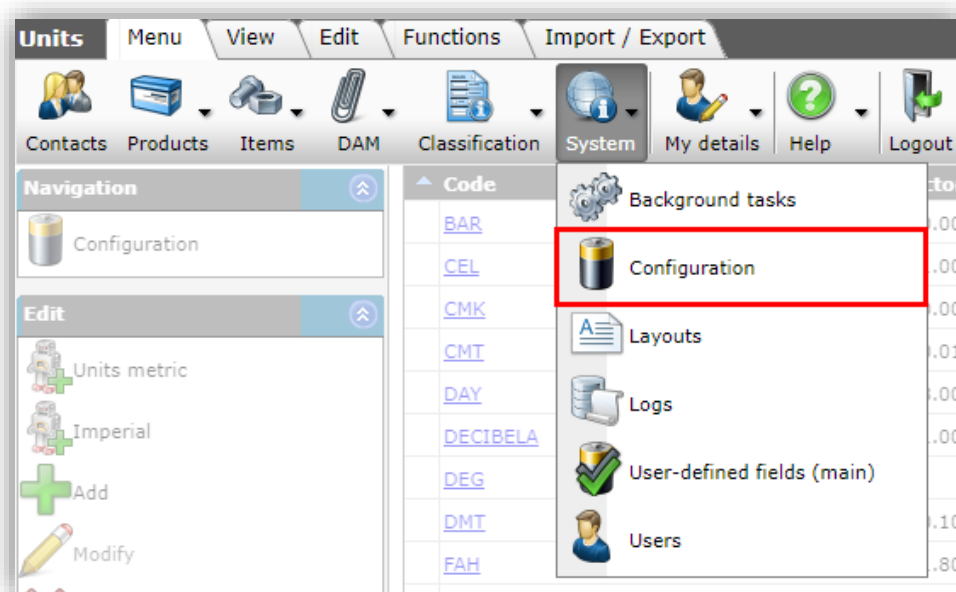 Units Menu View Edit Functions Import / Export
Contacts Products Items DAM Classification System My details Help Logout
Navigation
Configuration
Edit
Units metric
Imperial
Add
Modify
Code
BAR
CEL
CMK
CMT
DAY
DECIBELA
DEG
DMT
FAH
Background tasks
Configuration
Layouts
Logs
User-defined fields (main)
Users